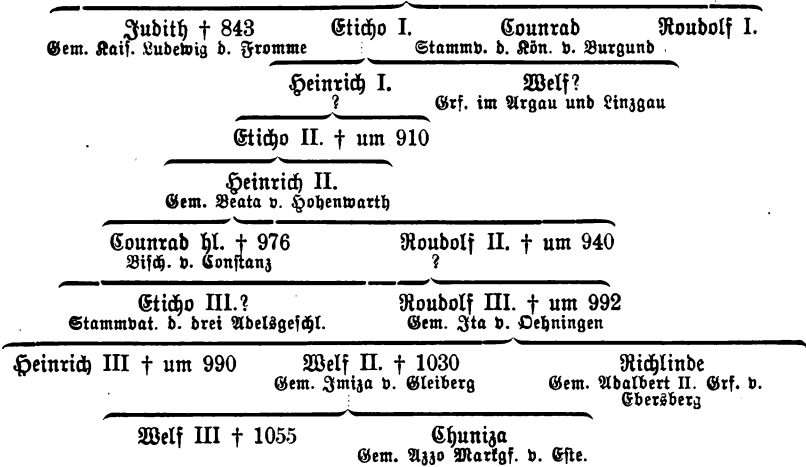 Judith † 843 Eticho I. Counrad Roudolf I.
Gem. Kais. Ludewig d. Fromme Stammv. d. Kön. v. Burgund
Heinrich I. Welf?
? Grf. im Argau und Linzgau
Eticho II. † um 910
Heinrich II.
Gem. Beata v. Hohenwarth
Counrad hl. † 976 Roudolf II. † um 940
Bisch. v. Constanz ?
Eticho III.? Roudolf III. † um 992
Stammvat. d. drei Adelsgeschl. Gem. Ita v. Oehningen
Heinrich III † um 990 Welf II. † 1030 Richlinde
Gem. Imiza v. Gleiberg Gem. Adalbert II. Grf. v.
Ebersberg
Welf III † 1055 Chuniza
Gem. Azzo Markgf. v. Este.